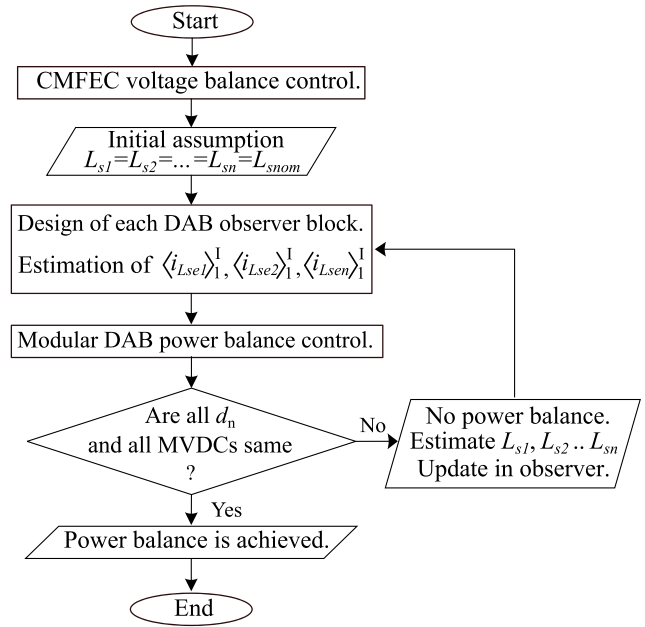 Start
CMFEC voltage balance control.
Initial assumption
Ls1=Ls2=...=Lsn=Lsnom
Design of each DAB observer block.
Estimation of ⟨iLse1⟩₁ᴵ, ⟨iLse2⟩₁ᴵ, ⟨iLsen⟩₁ᴵ
Modular DAB power balance control.
Are all dn
and all MVDCs same
?
No
No power balance.
Estimate Ls1, Ls2 .. Lsn
Update in observer.
Yes
Power balance is achieved.
End